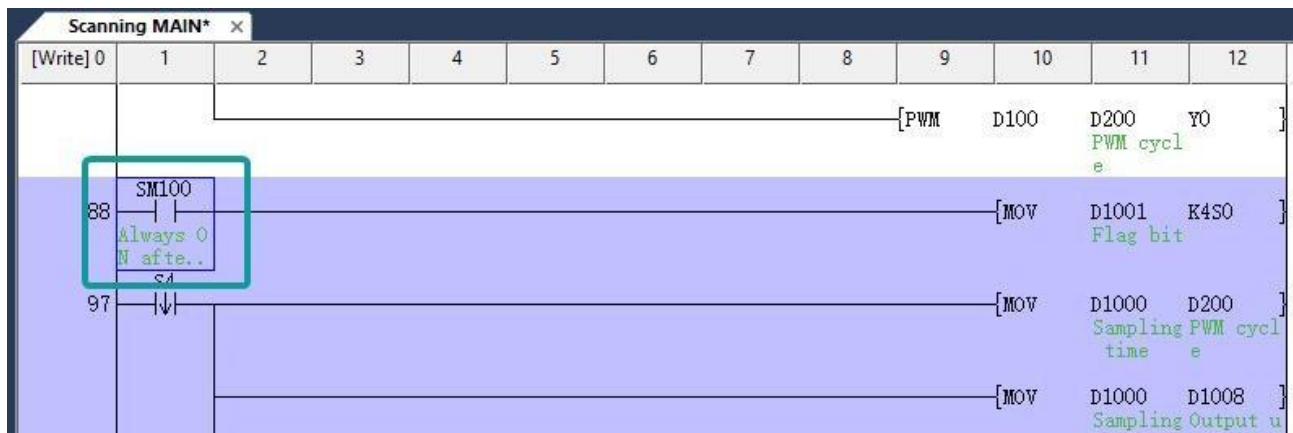 Scanning MAIN* ×
[Write] 0 1 2 3 4 5 6 7 8 9 10 11 12
[PWM D100 D200 Y0 ]
PWM cycl
e
SM100
88 [MOV D1001 K4S0 ]
Always O Flag bit
N afte..
S4
97 [MOV D1000 D200 ]
Sampling PWM cycl
time e
[MOV D1000 D1008 ]
Sampling Output u